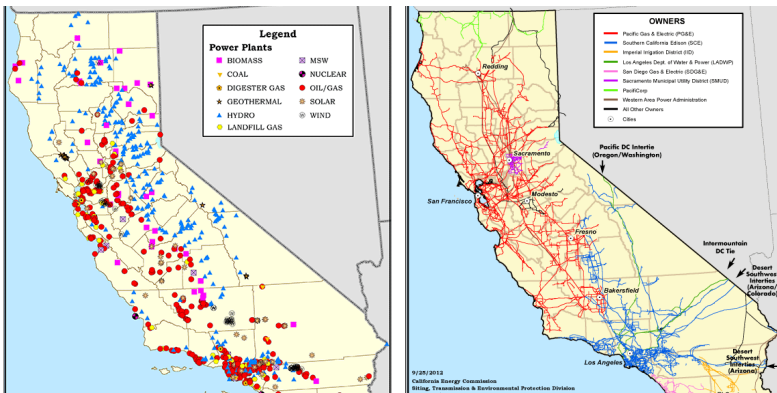 Legend
Power Plants
BIOMASS
COAL
DIGESTER GAS
GEOTHERMAL
HYDRO
LANDFILL GAS
MSW
NUCLEAR
OIL/GAS
SOLAR
WIND
OWNERS
Pacific Gas & Electric (PG&E)
Southern California Edison (SCE)
Imperial Irrigation District (IID)
Los Angeles Dept. of Water & Power (LADWP)
San Diego Gas & Electric (SDG&E)
Sacramento Municipal Utility District (SMUD)
PacifiCorp
Western Area Power Administration
All Other Owners
Cities
Redding
Pacific DC Intertie
(Oregon/Washington)
Sacramento
San Francisco
Modesto
Fresno
Intermountain
DC Tie
Desert
Southwest
Interties
(Arizona/
Colorado)
Bakersfield
Los Angeles
Desert
Southwest
Interties
(Arizona)
9/25/2012
California Energy Commission
Siting, Transmission & Environmental Protection Division